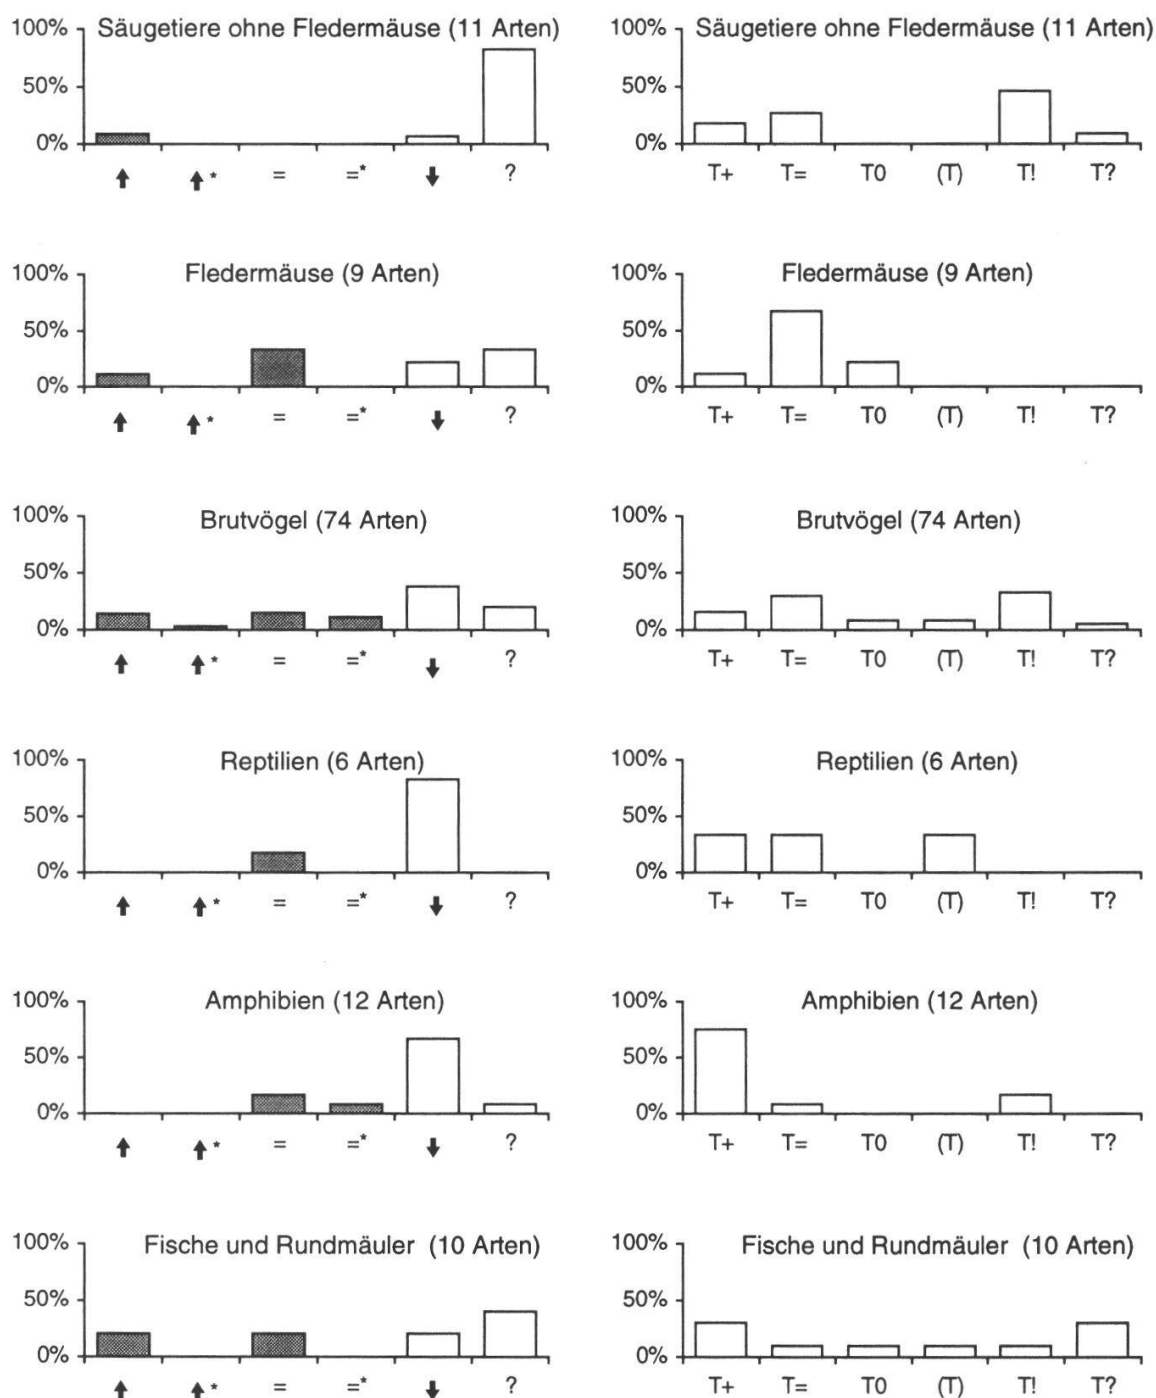 100% Säugetiere ohne Fledermäuse (11 Arten)
50%
0%
↑ ↑* = =* ↓ ?
100% Säugetiere ohne Fledermäuse (11 Arten)
50%
0%
T+ T= T0 (T) T! T?
100% Fledermäuse (9 Arten)
50%
0%
↑ ↑* = =* ↓ ?
100% Fledermäuse (9 Arten)
50%
0%
T+ T= T0 (T) T! T?
100% Brutvögel (74 Arten)
50%
0%
↑ ↑* = =* ↓ ?
100% Brutvögel (74 Arten)
50%
0%
T+ T= T0 (T) T! T?
100% Reptilien (6 Arten)
50%
0%
↑ ↑* = =* ↓ ?
100% Reptilien (6 Arten)
50%
0%
T+ T= T0 (T) T! T?
100% Amphibien (12 Arten)
50%
0%
↑ ↑* = =* ↓ ?
100% Amphibien (12 Arten)
50%
0%
T+ T= T0 (T) T! T?
100% Fische und Rundmäuler (10 Arten)
50%
0%
↑ ↑* = =* ↓ ?
100% Fische und Rundmäuler (10 Arten)
50%
0%
T+ T= T0 (T) T! T?